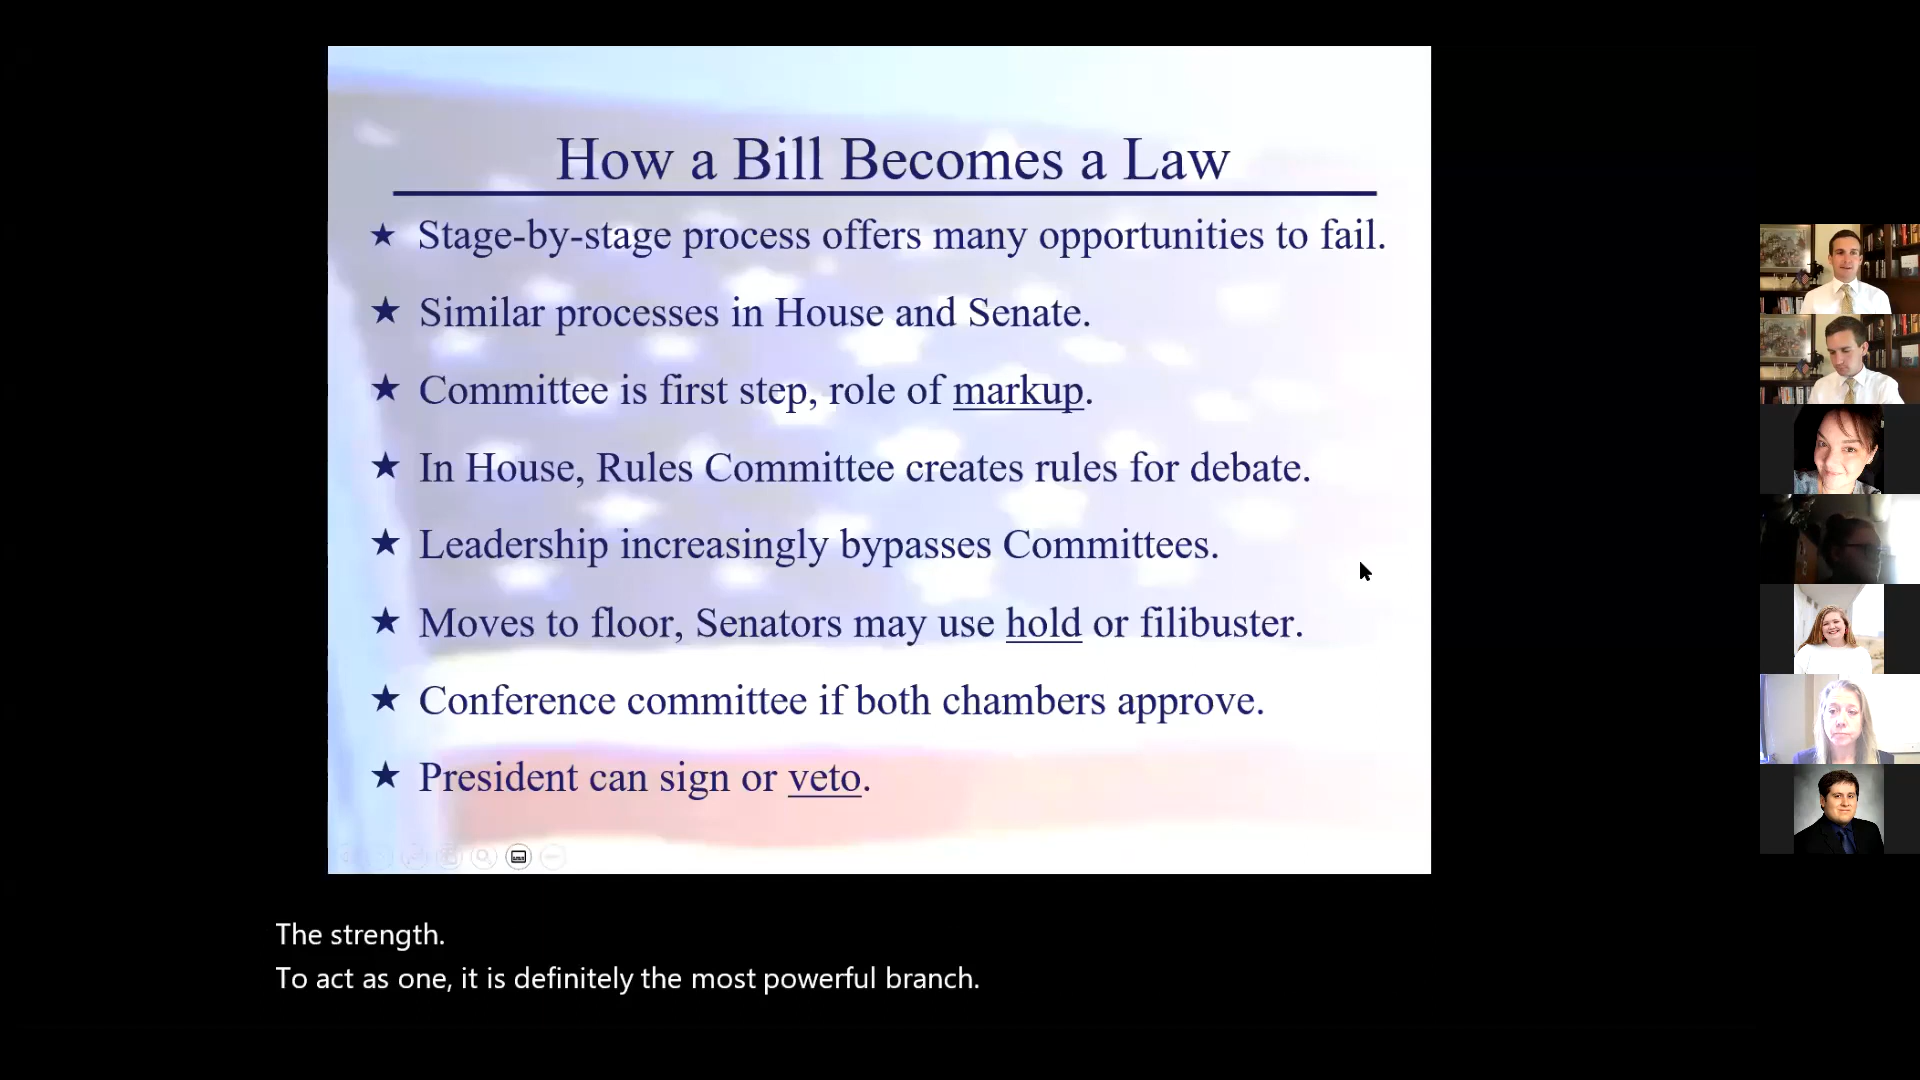 How a Bill Becomes a Law
★ Stage-by-stage process offers many opportunities to fail.
★ Similar processes in House and Senate.
★ Committee is first step, role of markup.
★ In House, Rules Committee creates rules for debate.
★ Leadership increasingly bypasses Committees.
★ Moves to floor, Senators may use hold or filibuster.
★ Conference committee if both chambers approve.
★ President can sign or veto.
The strength.
To act as one, it is definitely the most powerful branch.